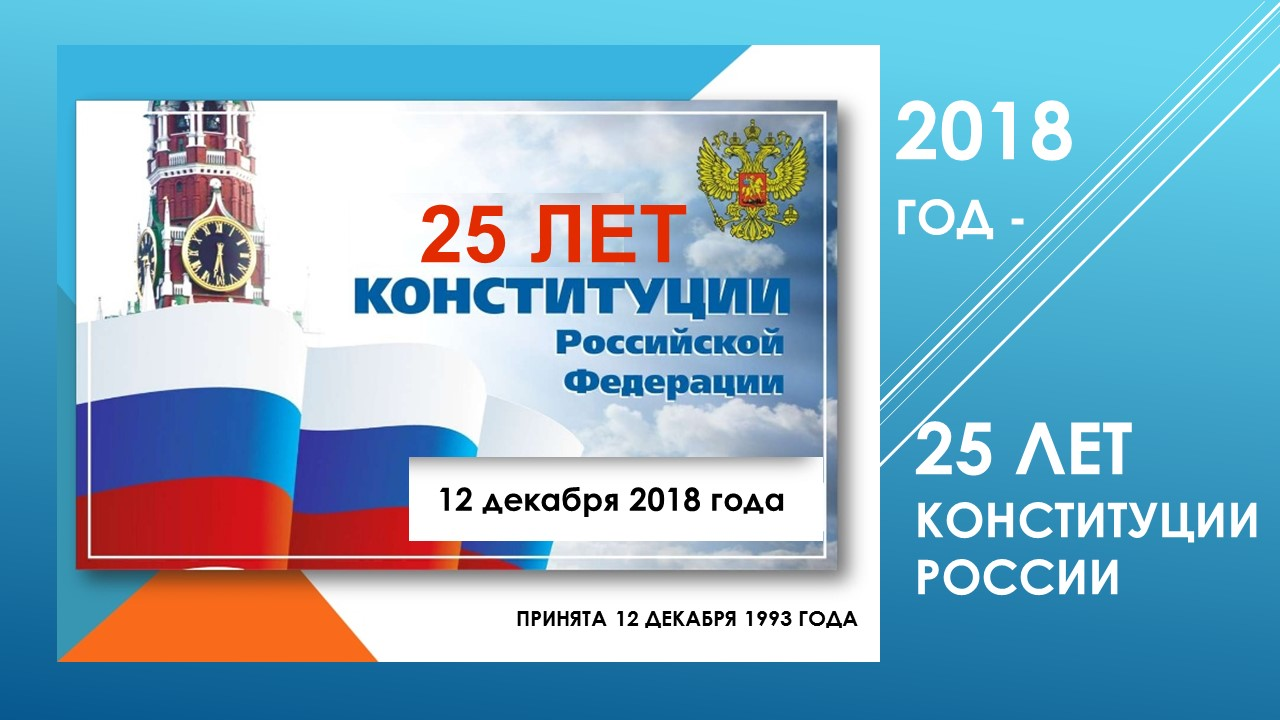 25 ЛЕТ
КОНСТИТУЦИИ
Российской
Федерации
12 декабря 2018 года
ПРИНЯТА 12 ДЕКАБРЯ 1993 ГОДА
2018
ГОД -
25 ЛЕТ
КОНСТИТУЦИИ
РОССИИ